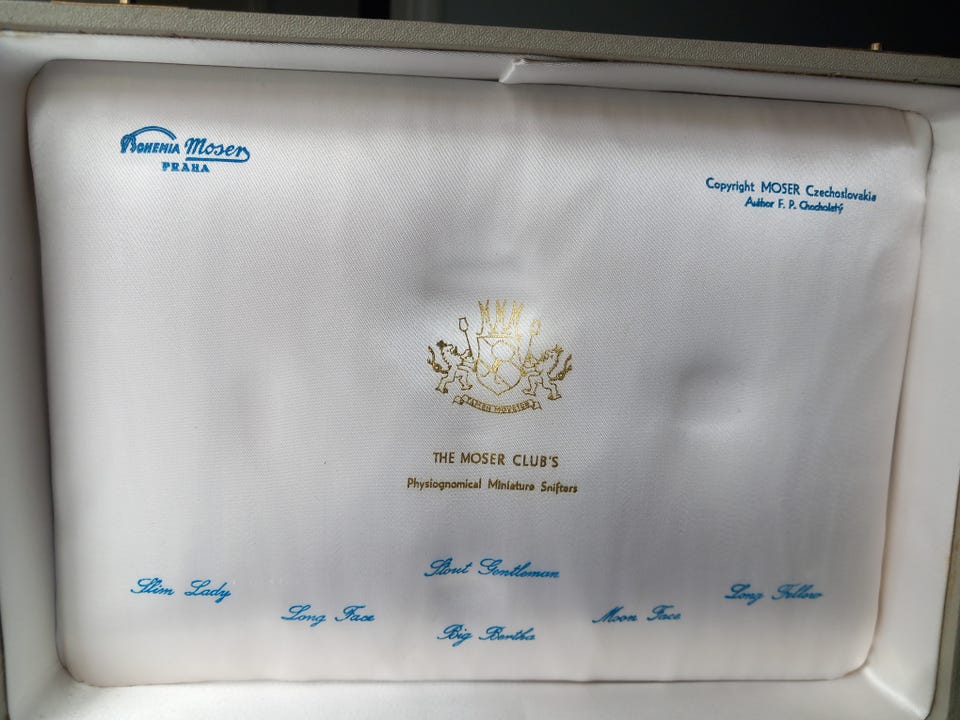 BOHEMIA Moser
PRAHA
Copyright MOSER Czechoslovakia
Author F. P. Chocholatý
MMM
THE MOSER CLUB'S
Physiognomical Miniature Snifters
Slim Lady
Long Face
Stout Gentleman
Big Bertha
Moon Face
Long Fellow